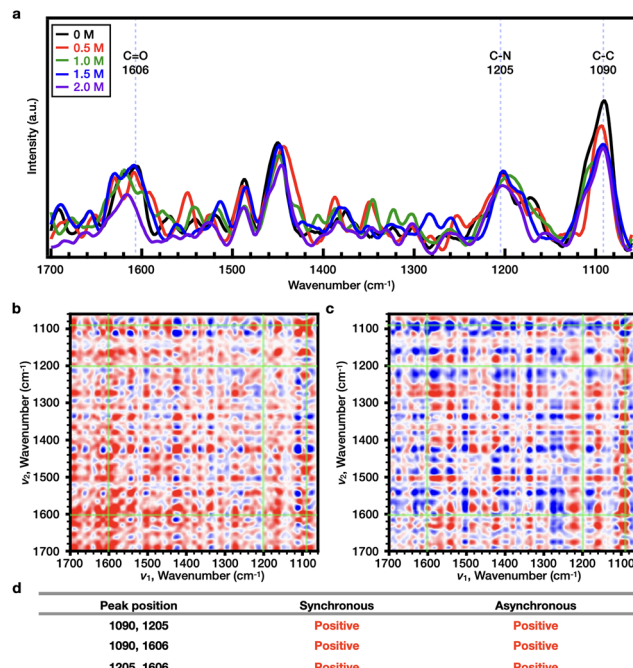 a
0 M
0.5 M
1.0 M
1.5 M
2.0 M
C=O
1606
C-N
1205
C-C
1090
Intensity (a.u.)
1700 1600 1500 1400 1300 1200 1100
Wavenumber (cm⁻¹)
b
1100
1200
1300
1400
1500
1600
1700
ν₂, Wavenumber (cm⁻¹)
1700 1600 1500 1400 1300 1200 1100
ν₁, Wavenumber (cm⁻¹)
c
1100
1200
1300
1400
1500
1600
1700
ν₂, Wavenumber (cm⁻¹)
1700 1600 1500 1400 1300 1200 1100
ν₁, Wavenumber (cm⁻¹)
d
Peak position Synchronous Asynchronous
1090, 1205 Positive Positive
1090, 1606 Positive Positive
1205, 1606 Positive Positive